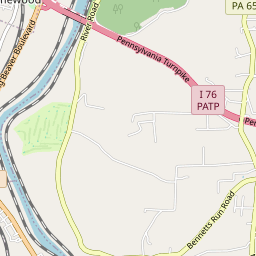 newood
PA 65
River Road
g Beaver Boulevard
Pennsylvania Turnpike
I 76
PATP
Pe
Bennetts Run Road